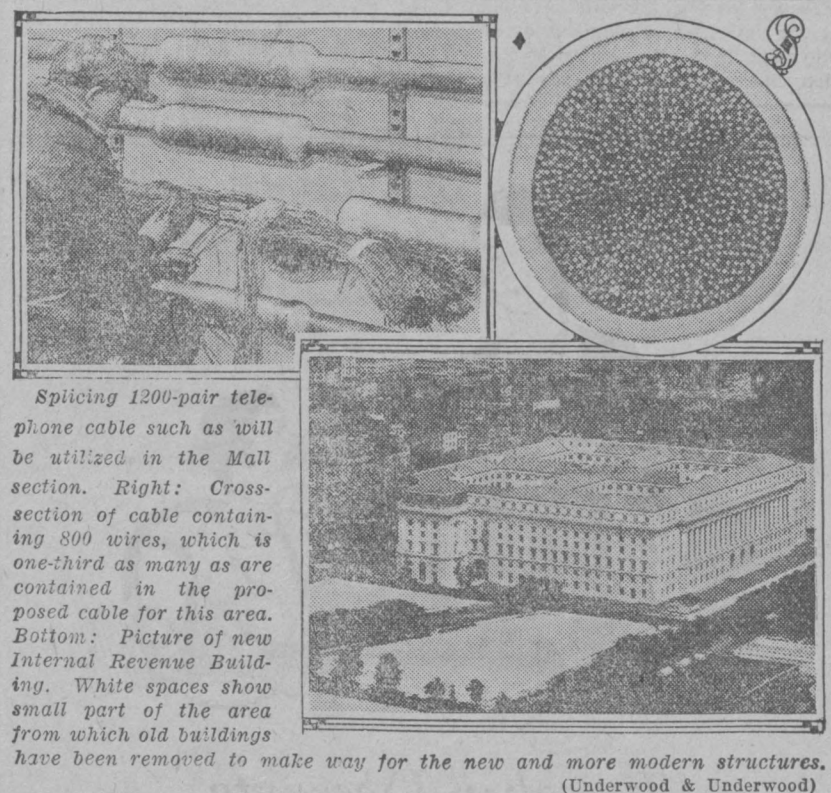 Splicing 1200-pair tele-
phone cable such as will
be utilized in the Mall
section. Right: Cross-
section of cable contain-
ing 800 wires, which is
one-third as many as are
contained in the pro-
posed cable for this area.
Bottom: Picture of new
Internal Revenue Build-
ing. White spaces show
small part of the area
from which old buildings
have been removed to make way for the new and more modern structures.
(Underwood & Underwood)